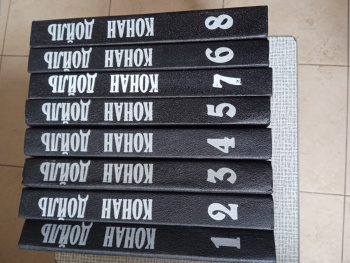 КОНАН ДОЙЛЬ 8
КОНАН ДОЙЛЬ 6
КОНАН ДОЙЛЬ 7
КОНАН ДОЙЛЬ 5
КОНАН ДОЙЛЬ 4
КОНАН ДОЙЛЬ 3
КОНАН ДОЙЛЬ 2
КОНАН ДОЙЛЬ 1